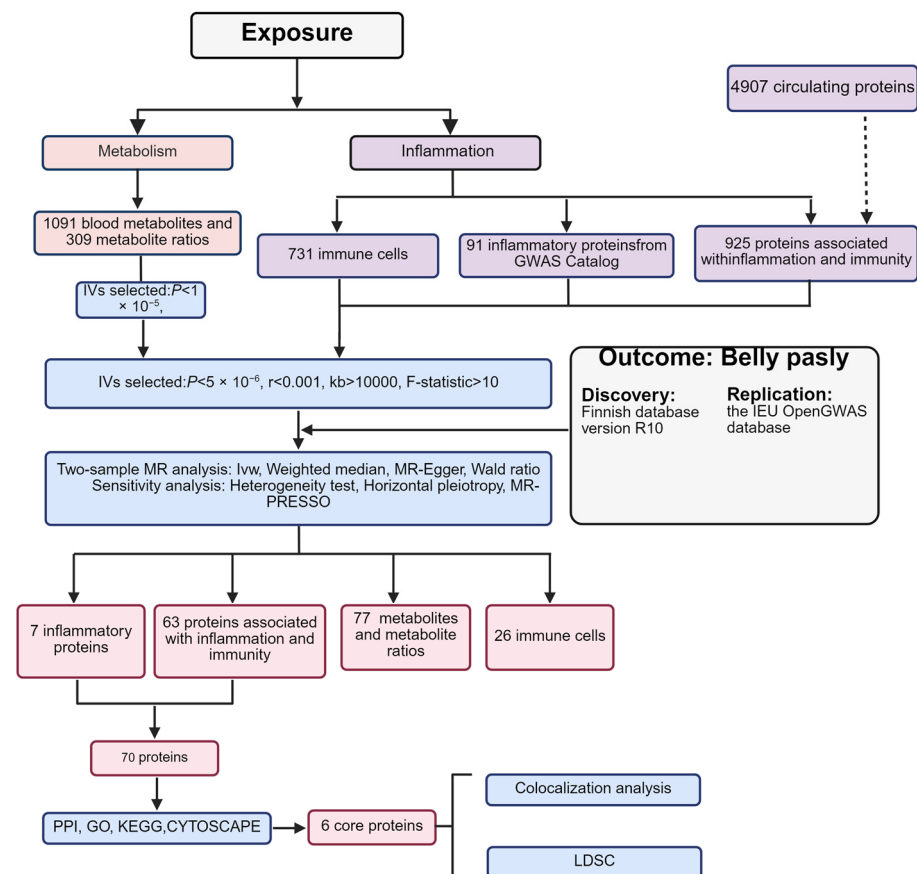 Exposure
4907 circulating proteins
Metabolism
Inflammation
1091 blood metabolites and
309 metabolite ratios
731 immune cells
91 inflammatory proteinsfrom
GWAS Catalog
925 proteins associated
withinflammation and immunity
IVs selected:P<1
× 10⁻⁵,
IVs selected:P<5 × 10⁻⁶, r<0.001, kb>10000, F-statistic>10
Outcome: Belly pasly
Discovery:
Finnish database
version R10
Replication:
the IEU OpenGWAS
database
Two-sample MR analysis: Ivw, Weighted median, MR-Egger, Wald ratio
Sensitivity analysis: Heterogeneity test, Horizontal pleiotropy, MR-
PRESSO
7 inflammatory
proteins
63 proteins associated
with inflammation and
immunity
77 metabolites
and metabolite
ratios
26 immune cells
70 proteins
PPI, GO, KEGG,CYTOSCAPE
6 core proteins
Colocalization analysis
LDSC